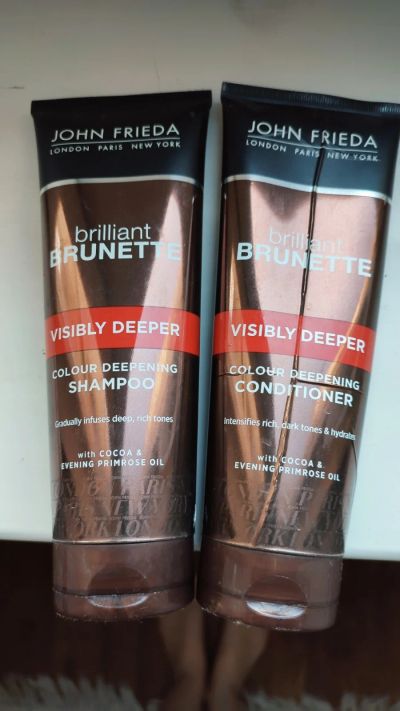 JOHN FRIEDA
LONDON PARIS NEW YORK
brilliant
BRUNETTE
VISIBLY DEEPER
COLOUR DEEPENING
SHAMPOO
Gradually infuses deep, rich tones
with COCOA &
EVENING PRIMROSE OIL
JOHN FRIEDA
LONDON PARIS NEW YORK
brilliant
BRUNETTE
VISIBLY DEEPER
COLOUR DEEPENING
CONDITIONER
Intensifies rich, dark tones & hydrates
with COCOA &
EVENING PRIMROSE OIL